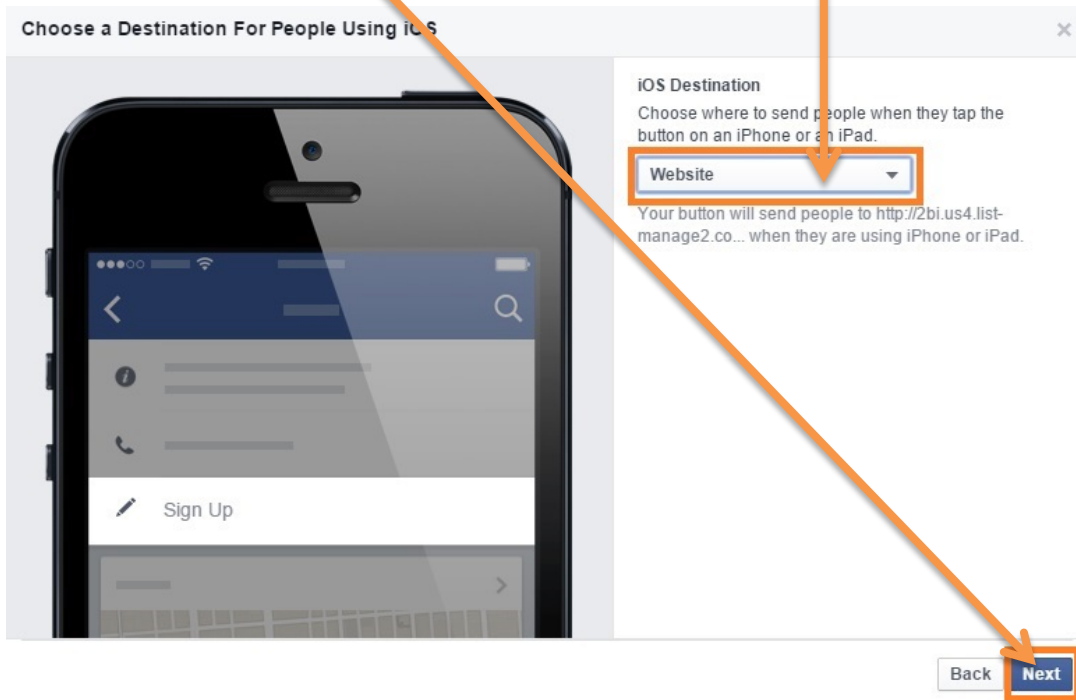 Choose a Destination For People Using iOS
iOS Destination
Choose where to send people when they tap the
button on an iPhone or an iPad.
Website
Your button will send people to http://2bi.us4.list-
manage2.co... when they are using iPhone or iPad.
Sign Up
Back Next